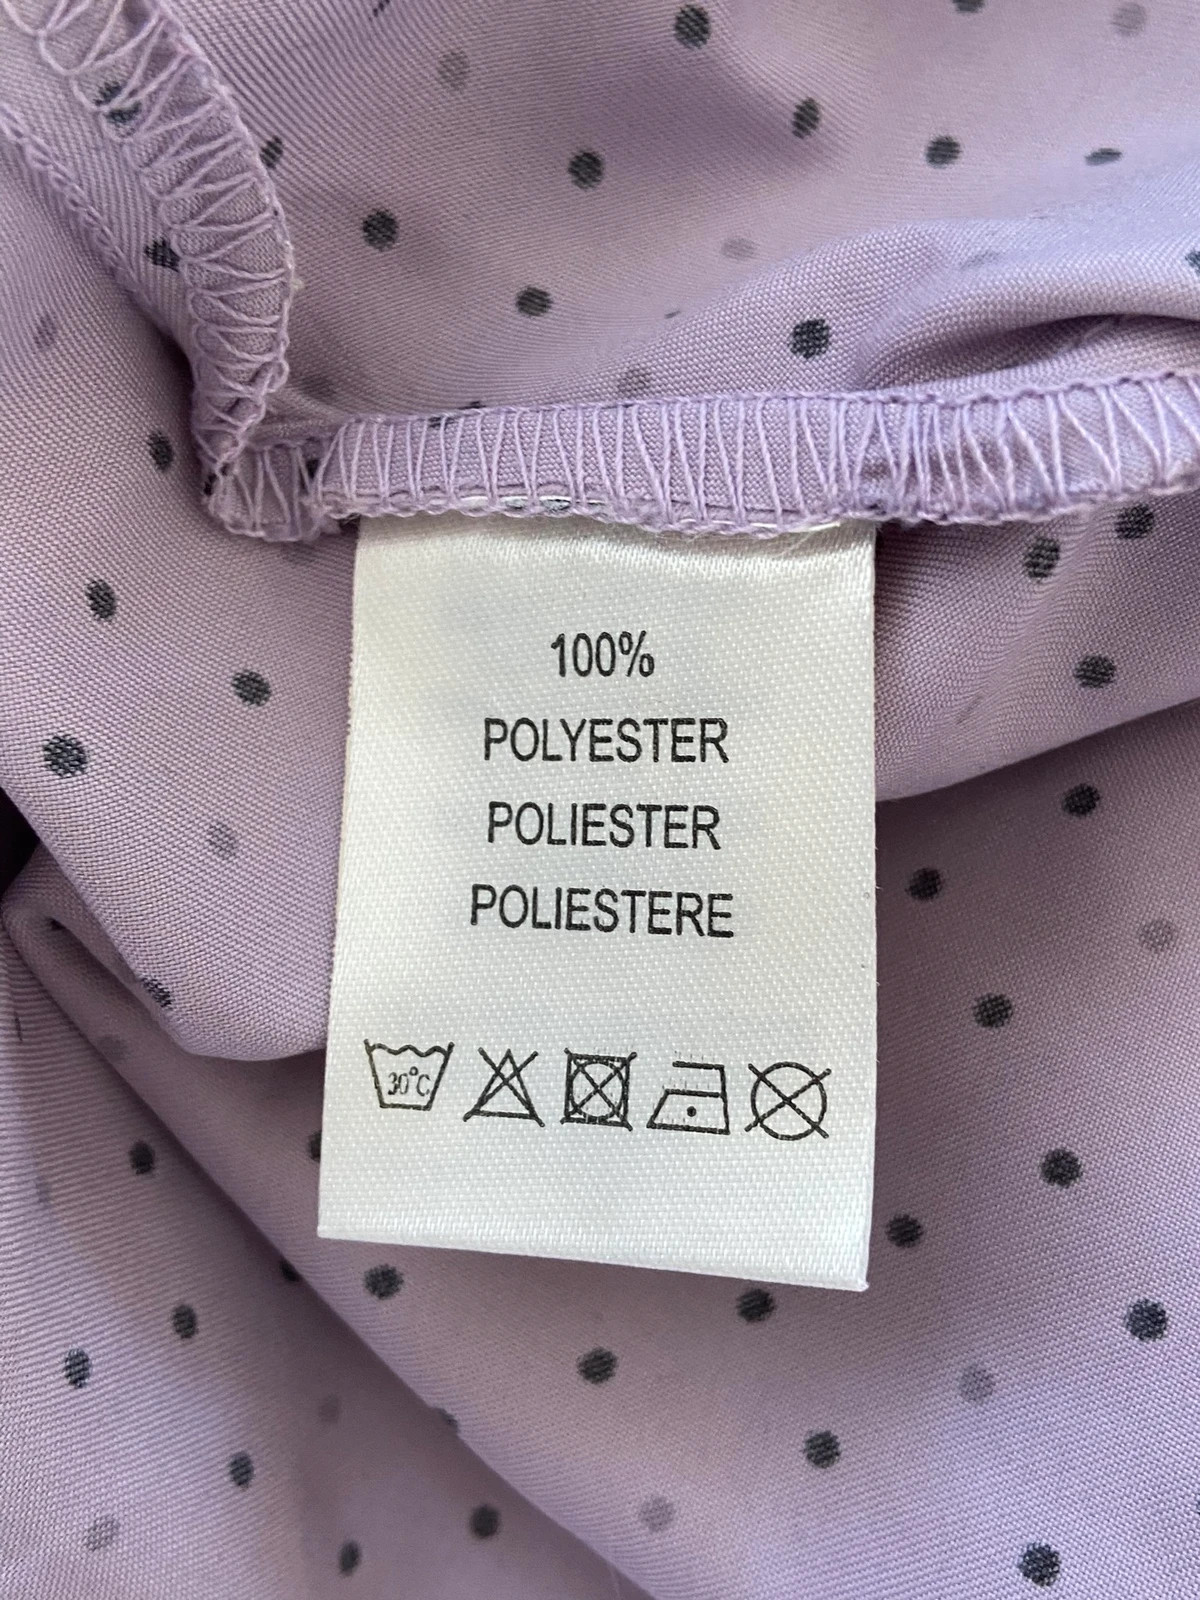 100%
POLYESTER
POLIESTER
POLIESTERE
30°C